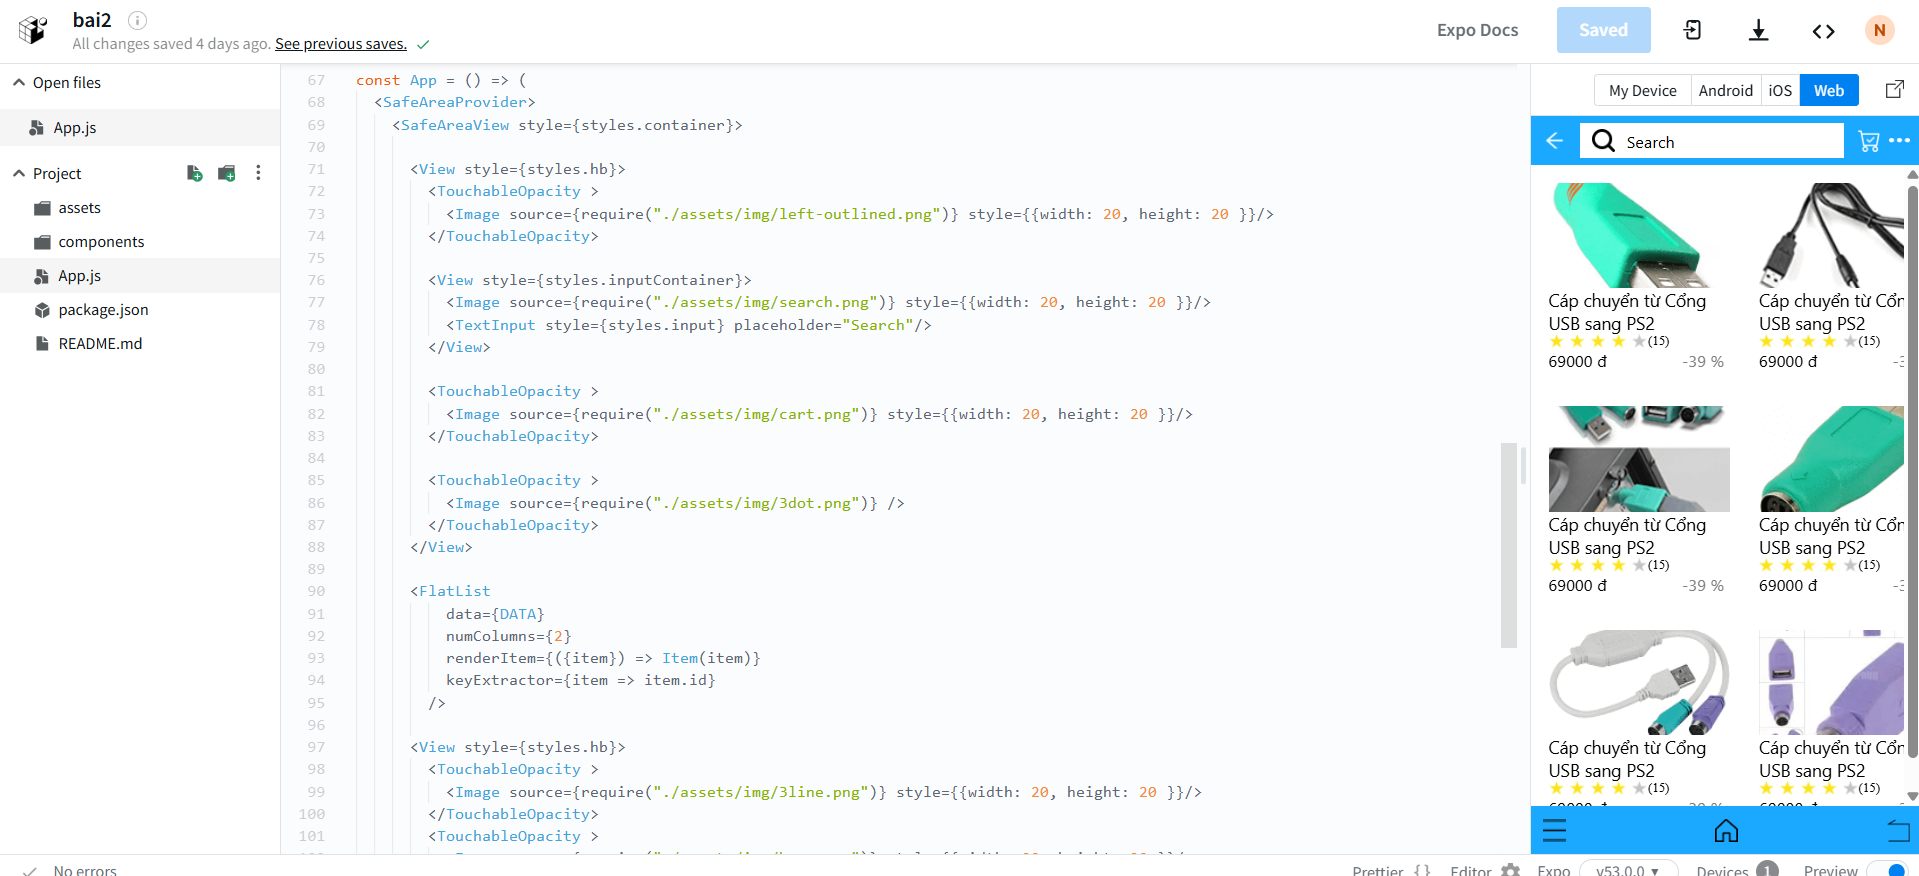 bai2
All changes saved 4 days ago. See previous saves.
Expo Docs
Saved
N
Open files
App.js
Project
assets
components
App.js
package.json
README.md
67 const App = () => (
68 <SafeAreaProvider>
69 <SafeAreaView style={styles.container}>
70
71 <View style={styles.hb}>
72 <TouchableOpacity >
73 <Image source={require("./assets/img/left-outlined.png")} style={{width: 20, height: 20 }}/>
74 </TouchableOpacity>
75
76 <View style={styles.inputContainer}>
77 <Image source={require("./assets/img/search.png")} style={{width: 20, height: 20 }}/>
78 <TextInput style={styles.input} placeholder="Search"/>
79 </View>
80
81 <TouchableOpacity >
82 <Image source={require("./assets/img/cart.png")} style={{width: 20, height: 20 }}/>
83 </TouchableOpacity>
84
85 <TouchableOpacity >
86 <Image source={require("./assets/img/3dot.png")} />
87 </TouchableOpacity>
88 </View>
89
90 <FlatList
91 data={DATA}
92 numColumns={2}
93 renderItem={({item}) => Item(item)}
94 keyExtractor={item => item.id}
95 />
96
97 <View style={styles.hb}>
98 <TouchableOpacity >
99 <Image source={require("./assets/img/3line.png")} style={{width: 20, height: 20 }}/>
100 </TouchableOpacity>
101 <TouchableOpacity >
My Device Android iOS Web
Search
Cáp chuyển từ Cổng
USB sang PS2
(15)
69000 đ -39 %
Cáp chuyển từ Cổn
USB sang PS2
(15)
69000 đ -3
Cáp chuyển từ Cổng
USB sang PS2
(15)
69000 đ -39 %
Cáp chuyển từ Cổn
USB sang PS2
(15)
69000 đ -3
Cáp chuyển từ Cổng
USB sang PS2
(15)
Cáp chuyển từ Cổn
USB sang PS2
(15)
No errors
Prettier { } Editor Expo v53.0.0 Devices 1 Preview